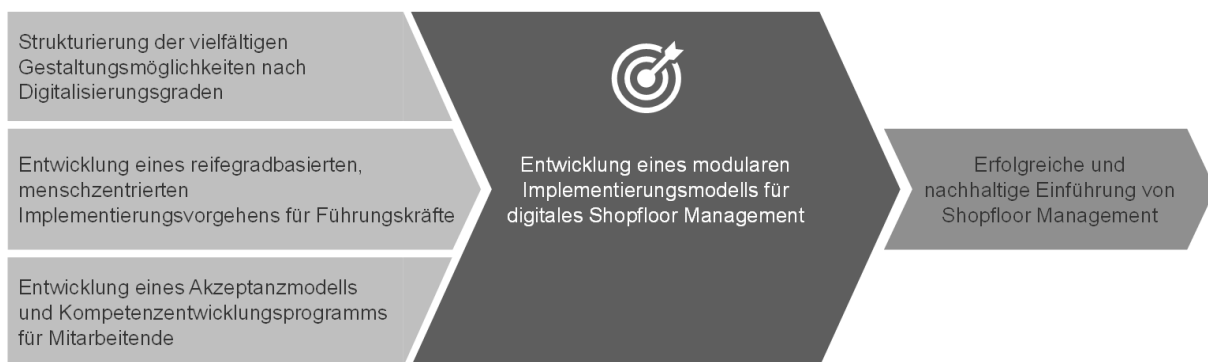 Strukturierung der vielfältigen
Gestaltungsmöglichkeiten nach
Digitalisierungsgraden
Entwicklung eines reifegradbasierten,
menschzentrierten
Implementierungsvorgehens für Führungskräfte
Entwicklung eines Akzeptanzmodells
und Kompetenzentwicklungsprogramms
für Mitarbeitende
Entwicklung eines modularen
Implementierungsmodells für
digitales Shopfloor Management
Erfolgreiche und
nachhaltige Einführung von
Shopfloor Management